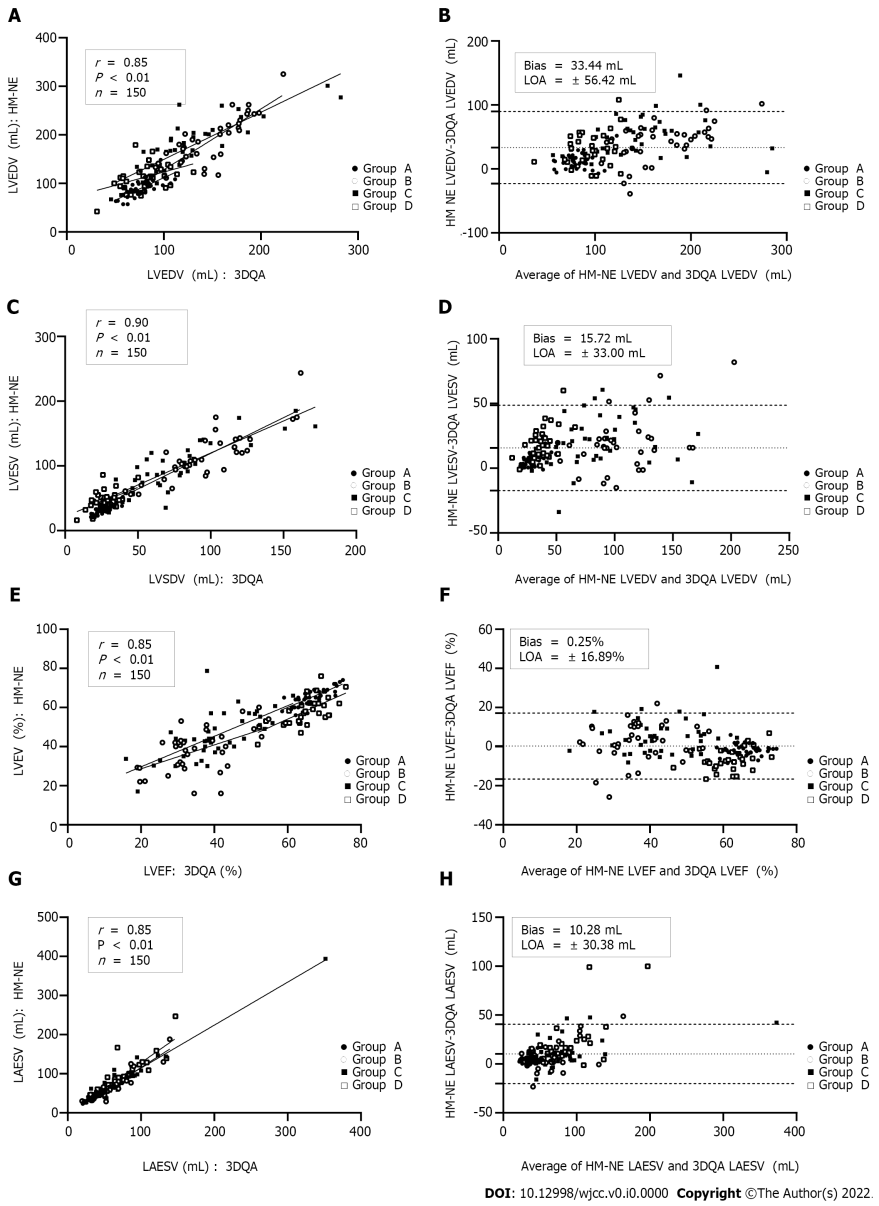 A
400
300
200
100
0
0
100
200
300
LVEDV (mL): HM-NE
r = 0.85
P < 0.01
n = 150
Group A
Group B
Group C
Group D
LVEDV (mL) : 3DQA
B
200
100
0
-100
0
100
200
300
HM NE LVEDV-3DQA LVEDV (mL)
Bias = 33.44 mL
LOA = ± 56.42 mL
Group A
Group B
Group C
Group D
Average of HM-NE LVEDV and 3DQA LVEDV (mL)
C
300
200
100
0
0
50
100
150
200
LVESV (mL): HM-NE
r = 0.90
P < 0.01
n = 150
Group A
Group B
Group C
Group D
LVSDV (mL): 3DQA
D
100
50
0
-50
0
50
100
150
200
250
HM-NE LVESV-3DQA LVESV (mL)
Bias = 15.72 mL
LOA = ± 33.00 mL
Group A
Group B
Group C
Group D
Average of HM-NE LVEDV and 3DQA LVEDV (mL)
E
100
80
60
40
20
0
0
20
40
60
80
LVEV (%): HM-NE
r = 0.85
P < 0.01
n = 150
Group A
Group B
Group C
Group D
LVEF: 3DQA (%)
F
60
40
20
0
-20
-40
0
20
40
60
80
HM-NE LVEF-3DQA LVEF (%)
Bias = 0.25%
LOA = ± 16.89%
Group A
Group B
Group C
Group D
Average of HM-NE LVEF and 3DQA LVEF (%)
G
500
400
300
200
100
0
0
100
200
300
400
LAESV (mL): HM-NE
r = 0.85
P < 0.01
n = 150
Group A
Group B
Group C
Group D
LAESV (mL) : 3DQA
H
150
100
50
0
-50
0
100
200
300
400
HM-NE LAESV-3DQA LAESV (mL)
Bias = 10.28 mL
LOA = ± 30.38 mL
Group A
Group B
Group C
Group D
Average of HM-NE LAESV and 3DQA LAESV (mL)
DOI: 10.12998/wjcc.v0.i0.0000 Copyright ©The Author(s) 2022.